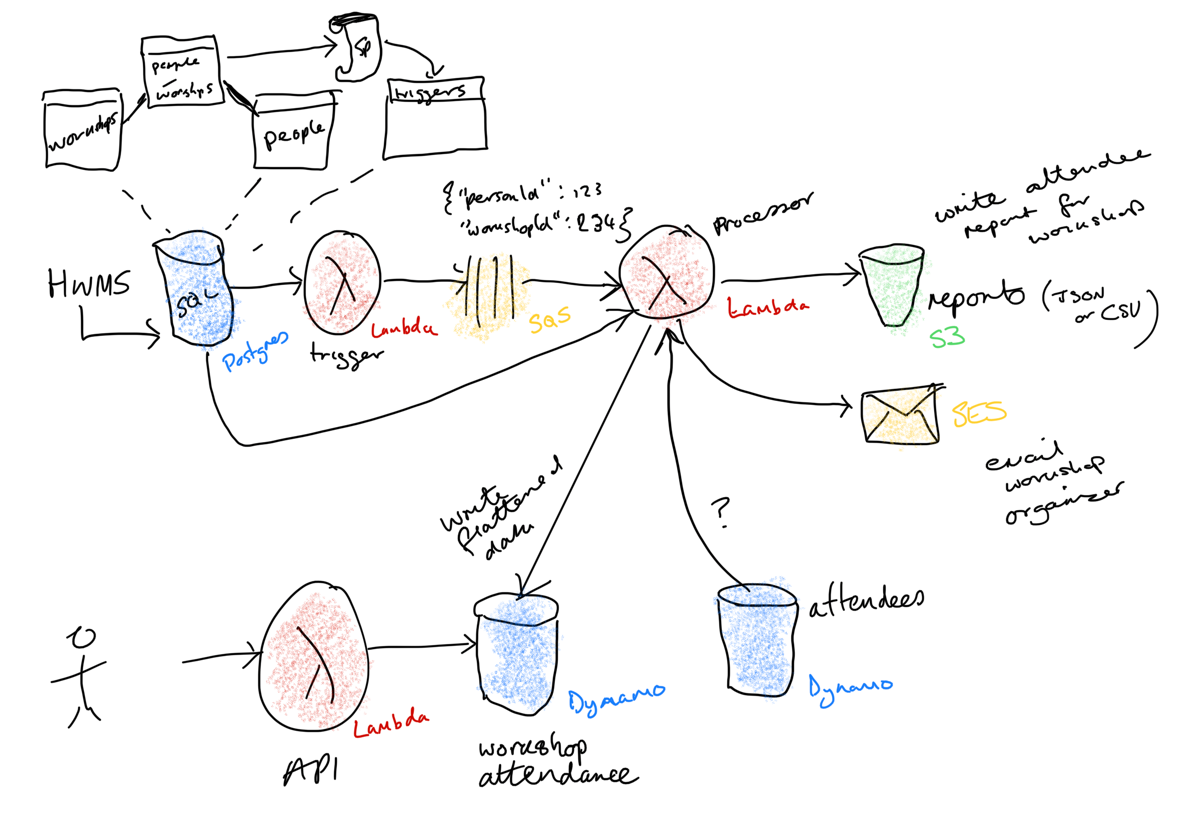 people
worshps
SP
triggers
workshps
people
{"personId": 123
"workshopId": 234}
Processor
write attendee
report for
workshop
HWMS
SQL
Postgres
λ
Lambda
trigger
SQS
λ
Lambda
reports (JSON
or CSV)
S3
SES
email
workshop
organizer
write
flattened
data
?
attendees
Dynamo
λ
Lambda
API
Dynamo
workshop
attendance